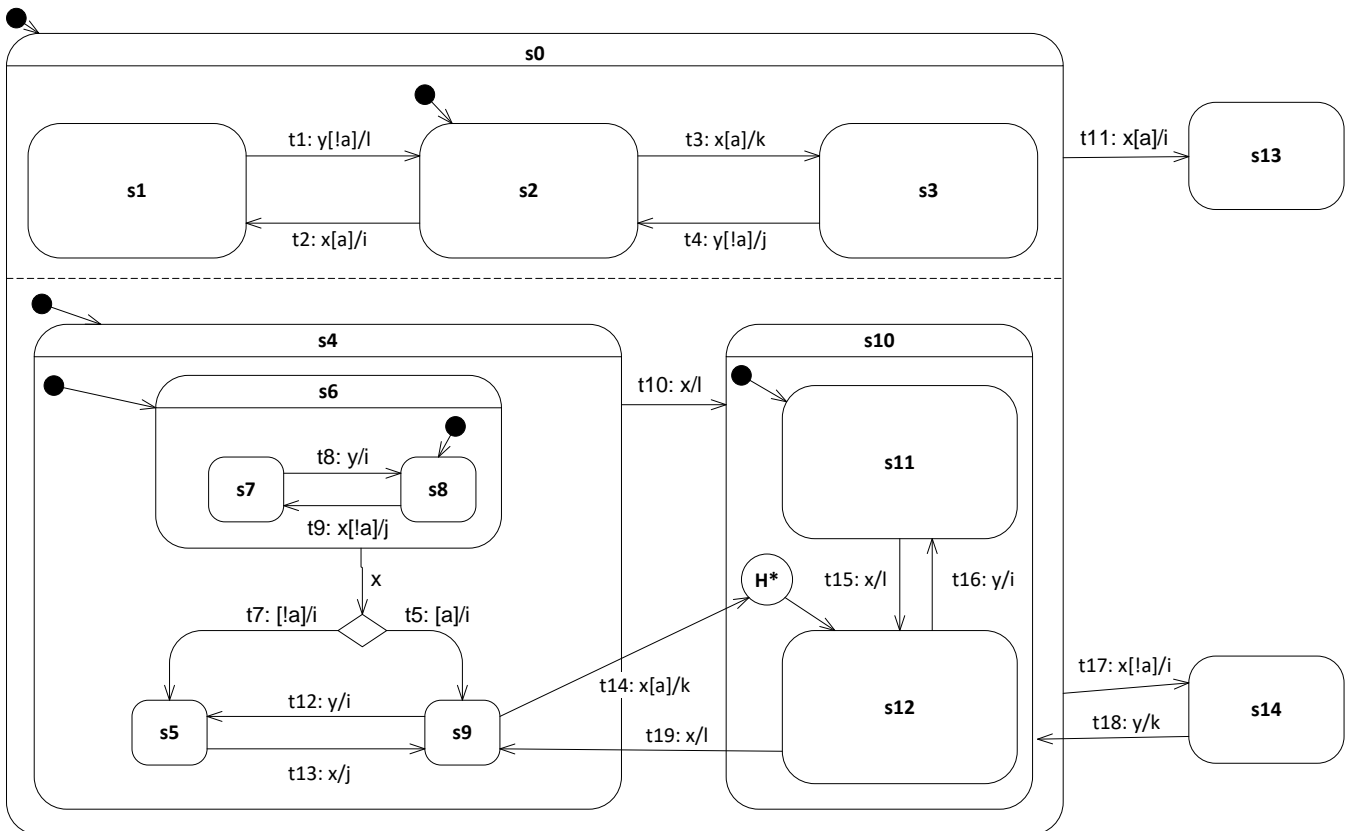 s0
t1: y[!a]/l
t3: x[a]/k
t11: x[a]/i
s13
s1
s2
s3
t2: x[a]/i
t4: y[!a]/j
s4
s10
s6
t10: x/l
t8: y/i
s7
s8
s11
t9: x[!a]/j
x
H*
t15: x/l
t16: y/i
t7: [!a]/i
t5: [a]/i
t14: x[a]/k
t17: x[!a]/i
t12: y/i
s5
s9
s12
s14
t19: x/l
t18: y/k
t13: x/j